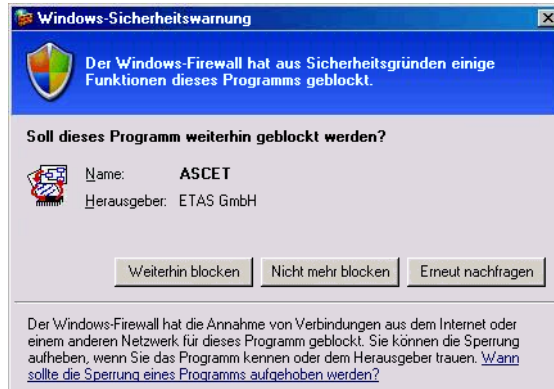 Windows-Sicherheitswarnung
Der Windows-Firewall hat aus Sicherheitsgründen einige
Funktionen dieses Programms geblockt.
Soll dieses Programm weiterhin geblockt werden?
Name: ASCET
Herausgeber: ETAS GmbH
Weiterhin blocken Nicht mehr blocken Erneut nachfragen
Der Windows-Firewall hat die Annahme von Verbindungen aus dem Internet oder
einem anderen Netzwerk für dieses Programm geblockt. Sie können die Sperrung
aufheben, wenn Sie das Programm kennen oder dem Herausgeber trauen. Wann
sollte die Sperrung eines Programms aufgehoben werden?